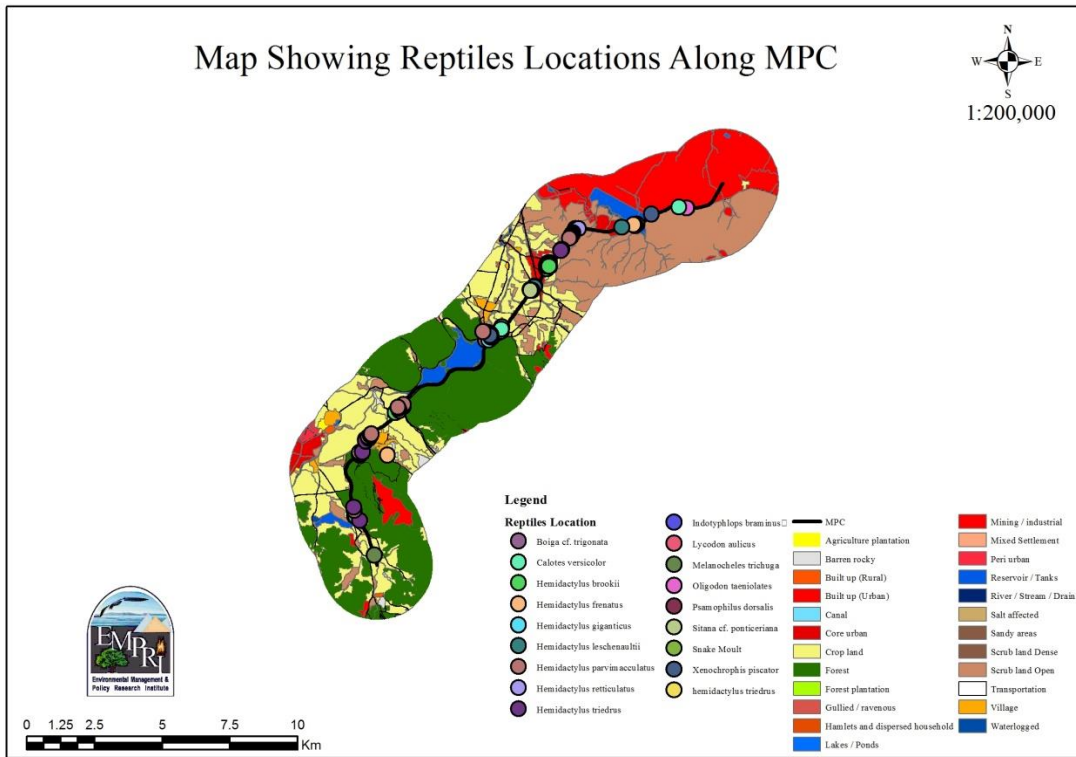 Map Showing Reptiles Locations Along MPC
N
W E
S
1:200,000
Legend
Reptiles Location
Boiga cf. trigonata
Calotes versicolor
Hemidactylus brookii
Hemidactylus frenatus
Hemidactylus giganticus
Hemidactylus leschenaultii
Hemidactylus parvimacculatus
Hemidactylus retticulatus
Hemidactylus triedrus
Indotyphlops braminus
Lycodon aulicus
Melanocheles trichuga
Oligodon taeniolates
Psamophilus dorsalis
Sitana cf. ponticeriana
Snake Moult
Xenochrophis piscator
hemidactylus triedrus
MPC
Agriculture plantation
Barren rocky
Built up (Rural)
Built up (Urban)
Canal
Core urban
Crop land
Forest
Forest plantation
Gullied / ravenous
Hamlets and dispersed household
Lakes / Ponds
Mining / industrial
Mixed Settlement
Peri urban
Reservoir / Tanks
River / Stream / Drain
Salt affected
Sandy areas
Scrub land Dense
Scrub land Open
Transportation
Village
Waterlogged
EMPRI
Environmental Management &
Policy Research Institute
0 1.25 2.5 5 7.5 10
Km